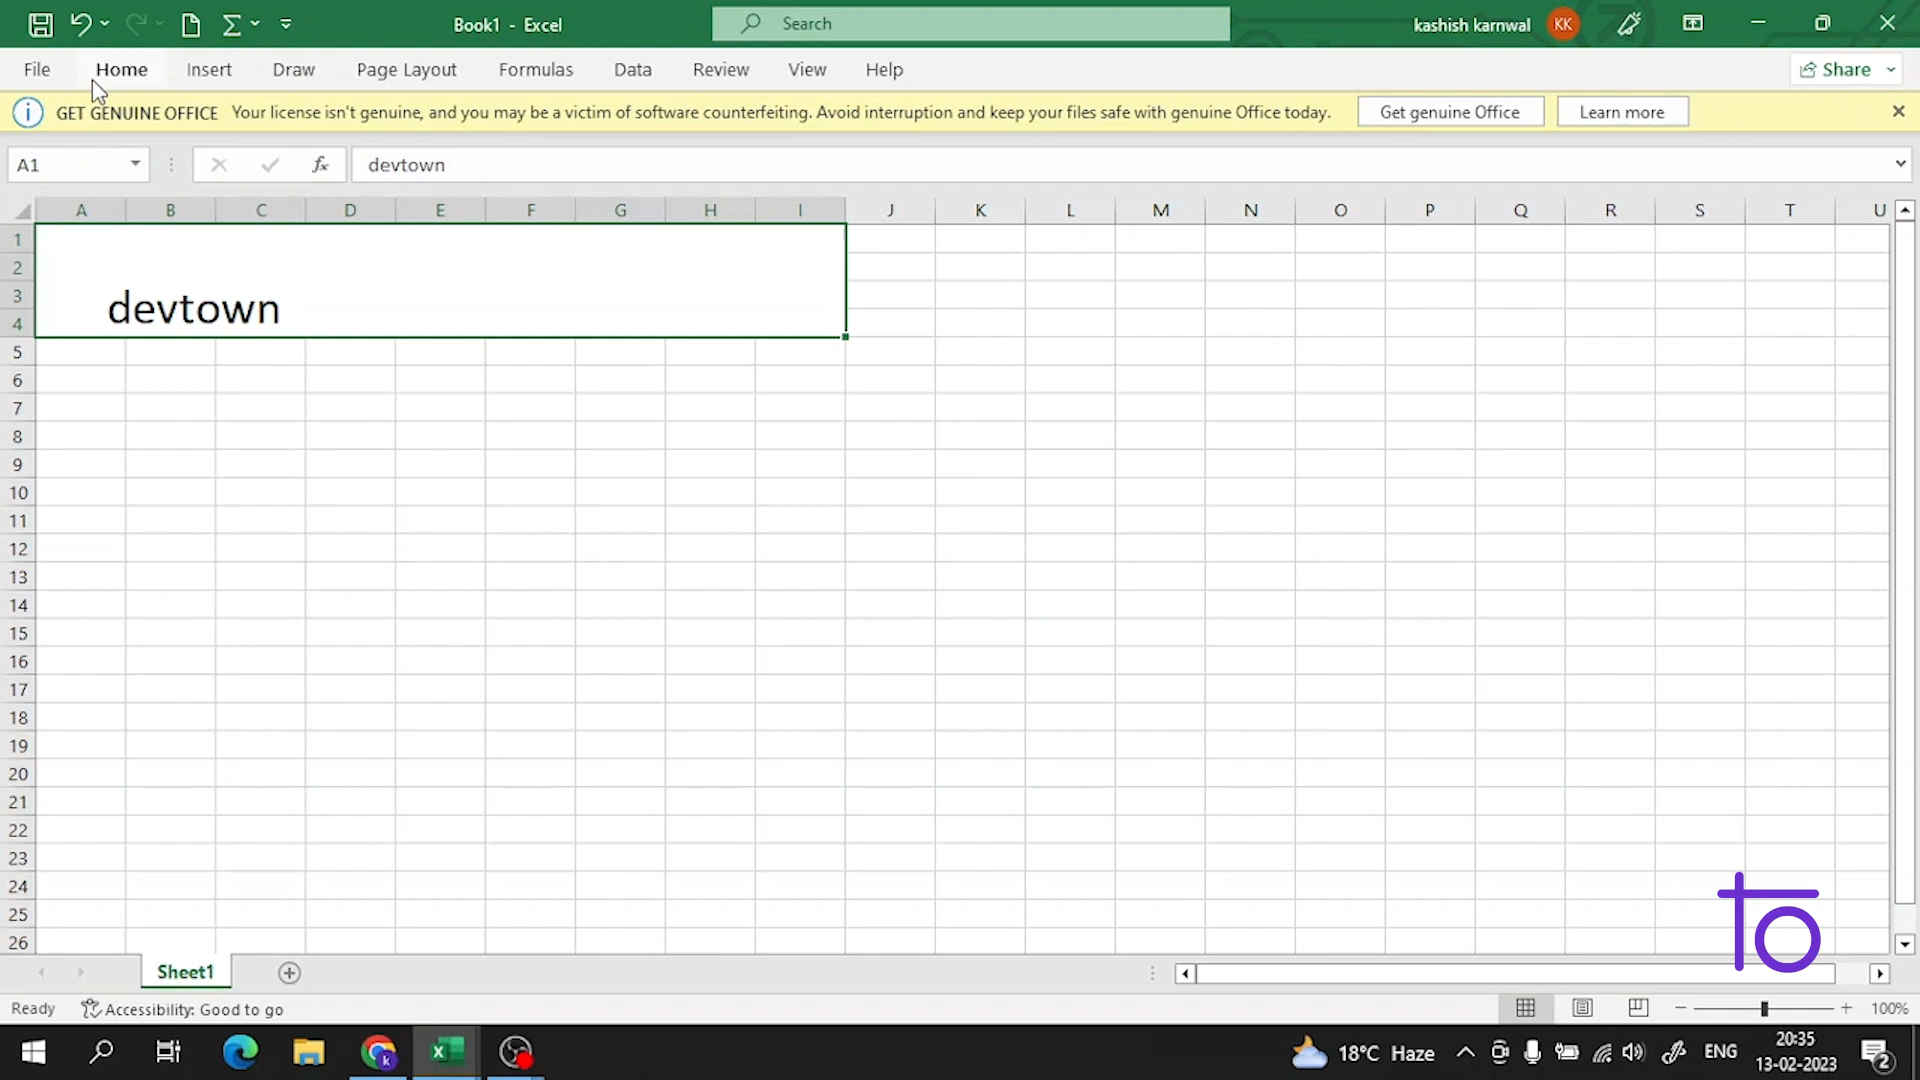 Book1 - Excel
Search
kashish karnwal
KK
File Home Insert Draw Page Layout Formulas Data Review View Help
Share
GET GENUINE OFFICE Your license isn't genuine, and you may be a victim of software counterfeiting. Avoid interruption and keep your files safe with genuine Office today. Get genuine Office Learn more
A1 fx devtown
A B C D E F G H I J K L M N O P Q R S T U
1
2
3
4
devtown
5
6
7
8
9
10
11
12
13
14
15
16
17
18
19
20
21
22
23
24
25
26
to
Sheet1
Ready Accessibility: Good to go 100%
k
18°C Haze ENG 20:35
13-02-2023
2